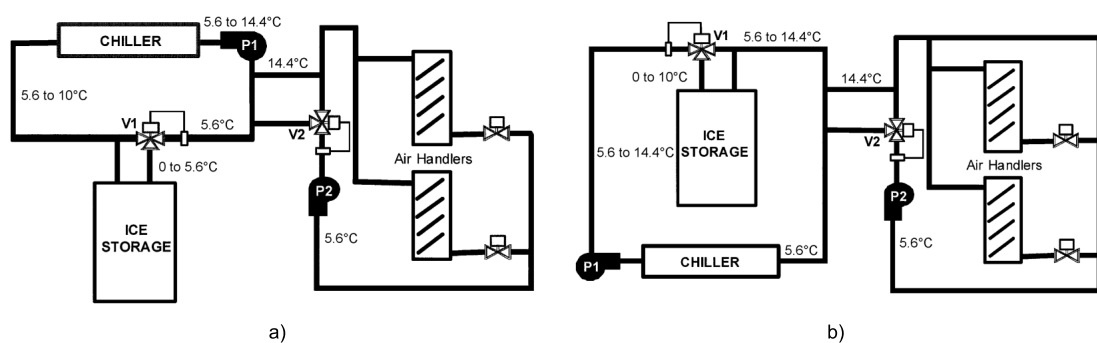 5.6 to 14.4°C
CHILLER
P1
14.4°C
5.6 to 10°C
V1
5.6°C
V2
0 to 5.6°C
Air Handlers
P2
ICE
STORAGE
5.6°C
a)
V1
5.6 to 14.4°C
0 to 10°C
14.4°C
ICE
STORAGE
V2
5.6 to 14.4°C
Air Handlers
P2
5.6°C
5.6°C
P1
CHILLER
b)